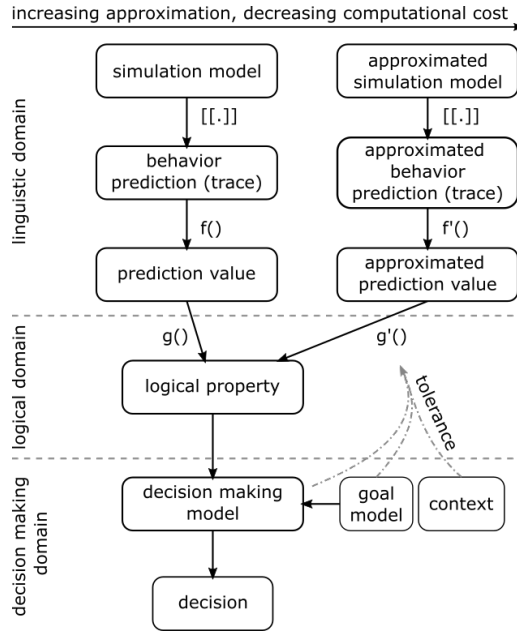 increasing approximation, decreasing computational cost
simulation model
approximated
simulation model
[[.]]
[[.]]
behavior
prediction (trace)
approximated
behavior
prediction (trace)
f()
f'()
prediction value
approximated
prediction value
linguistic domain
g()
g'()
logical property
tolerance
logical domain
decision making
model
goal
model
context
decision
decision making
domain